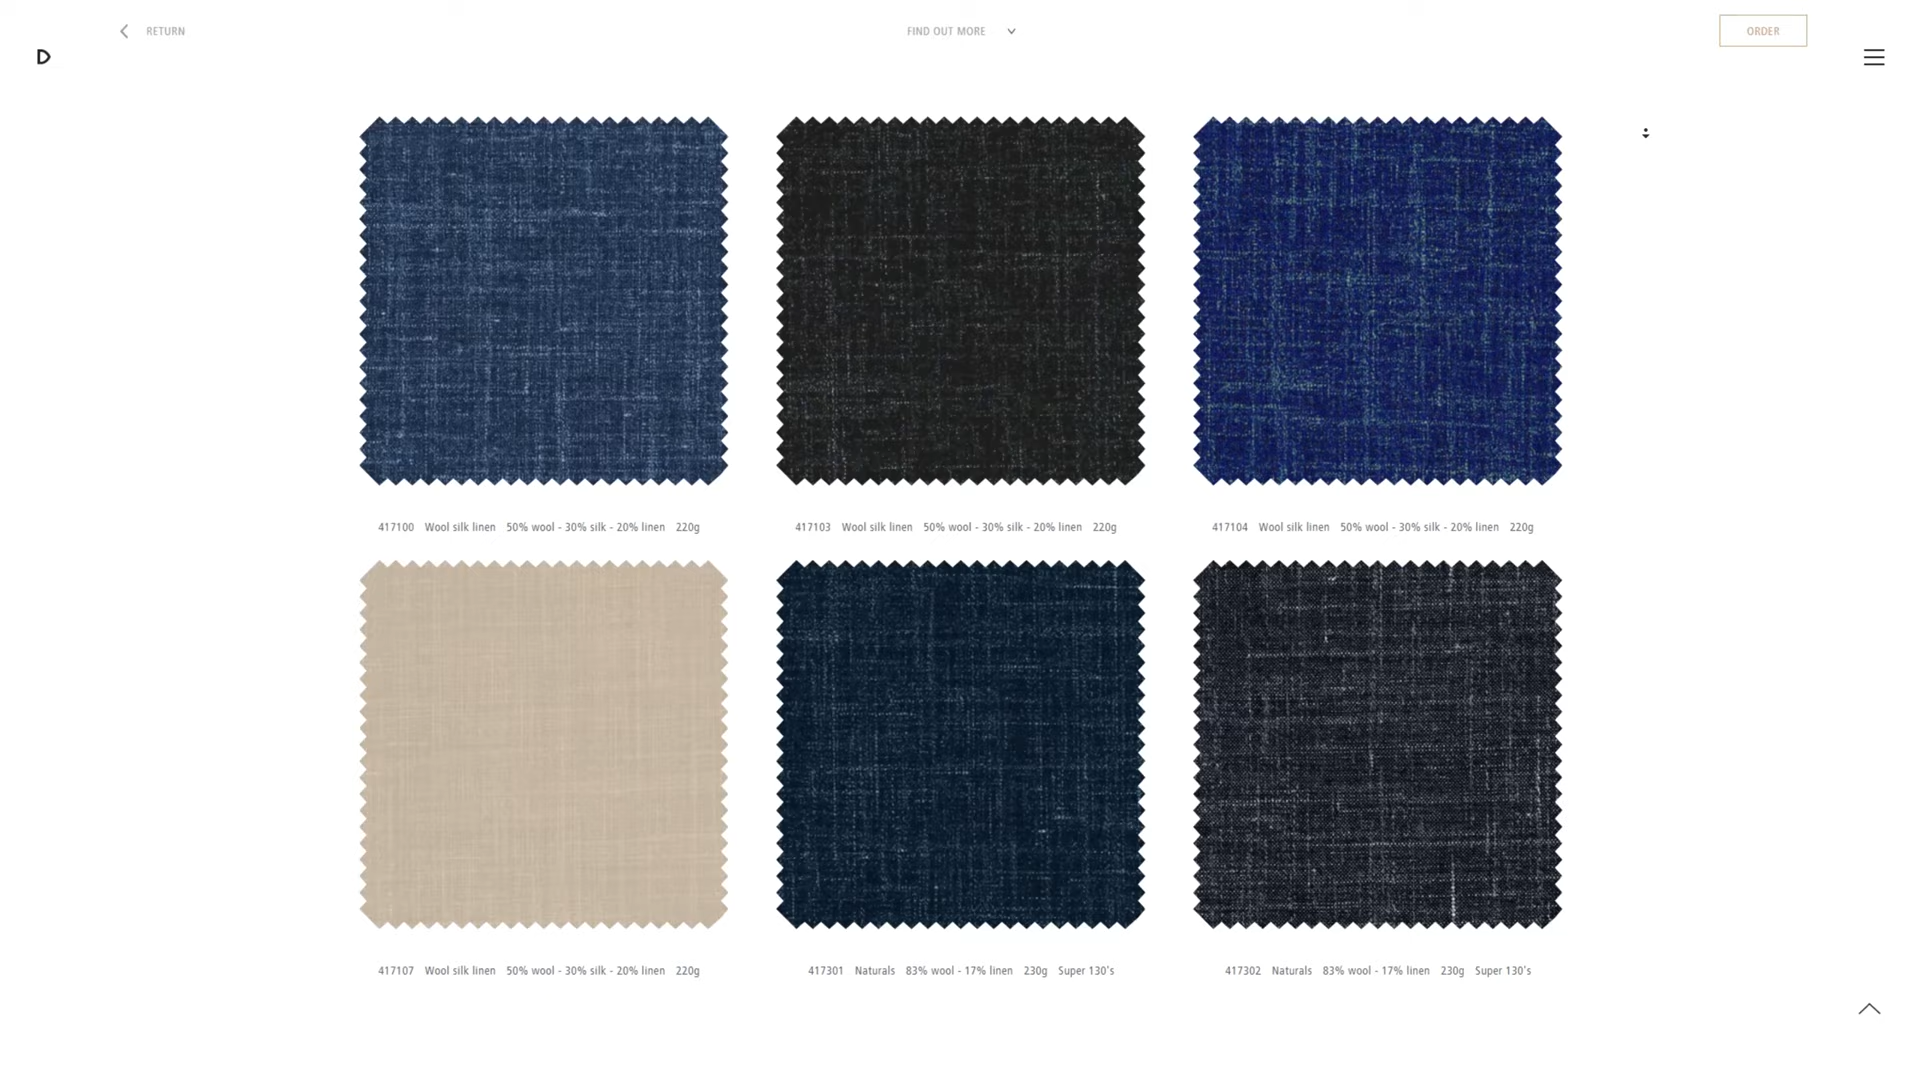 RETURN
FIND OUT MORE
ORDER
D
417100 Wool silk linen 50% wool - 30% silk - 20% linen 220g
417103 Wool silk linen 50% wool - 30% silk - 20% linen 220g
417104 Wool silk linen 50% wool - 30% silk - 20% linen 220g
417107 Wool silk linen 50% wool - 30% silk - 20% linen 220g
417301 Naturals 83% wool - 17% linen 230g Super 130's
417302 Naturals 83% wool - 17% linen 230g Super 130's